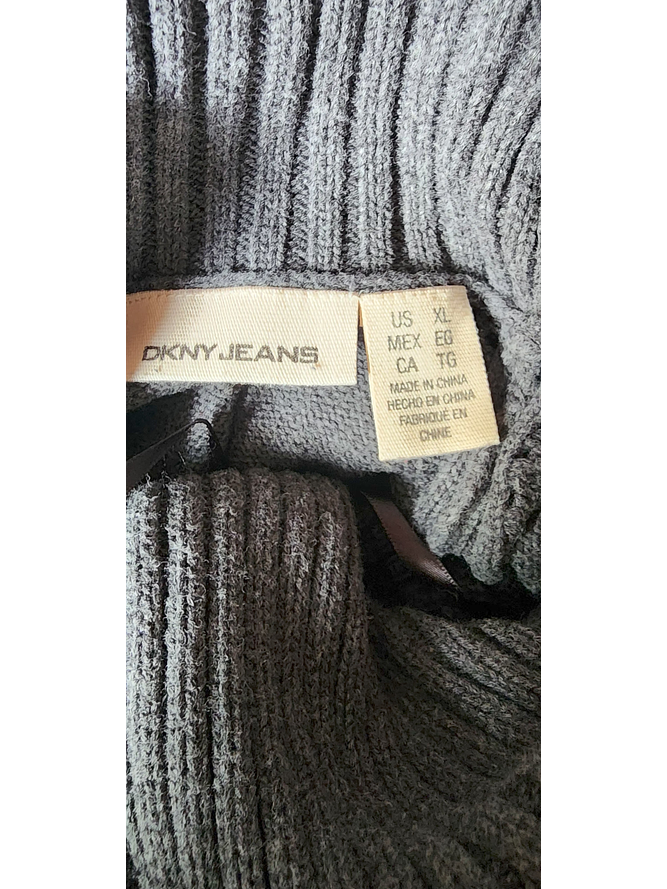 DKNY JEANS
US XL
MEX EG
CA TG
MADE IN CHINA
HECHO EN CHINA
FABRIQUE EN
CHINE